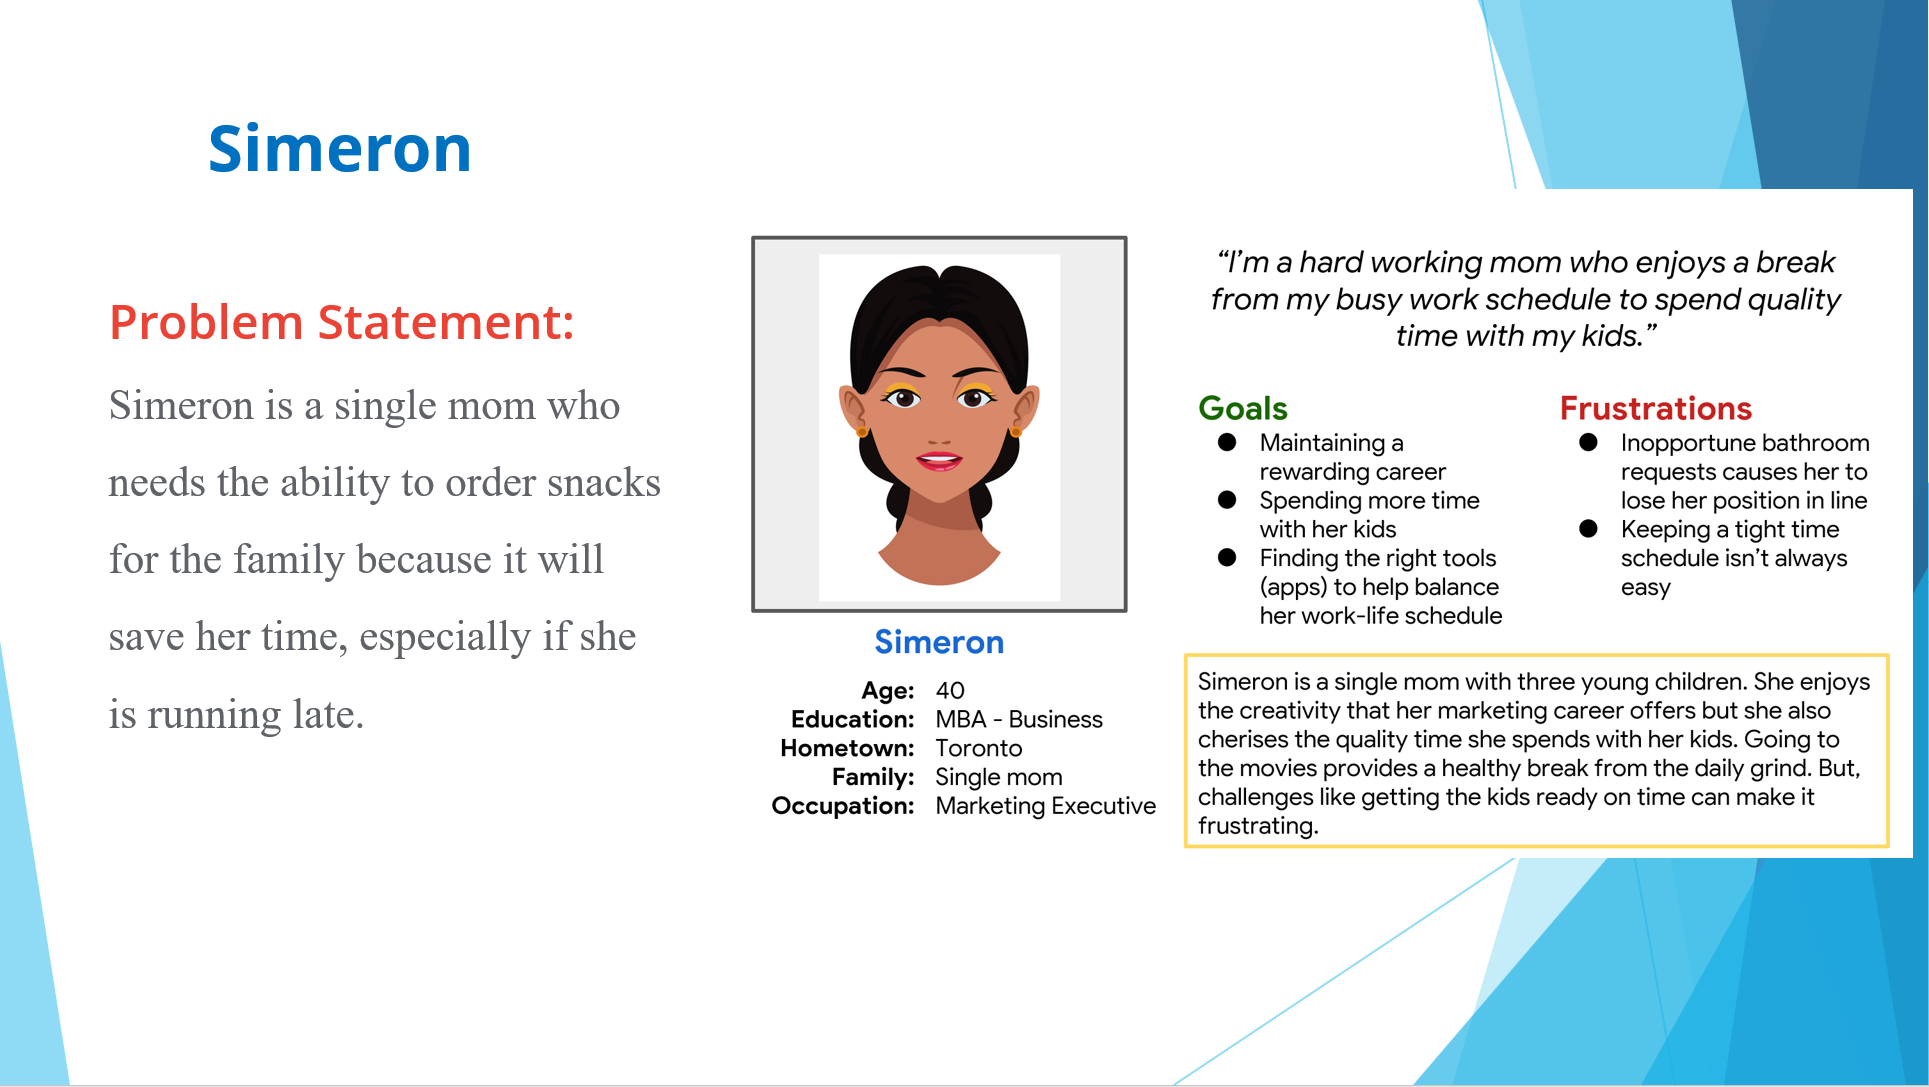 Simeron
Problem Statement:
Simeron is a single mom who
needs the ability to order snacks
for the family because it will
save her time, especially if she
is running late.
Simeron
Age: 40
Education: MBA - Business
Hometown: Toronto
Family: Single mom
Occupation: Marketing Executive
“I’m a hard working mom who enjoys a break
from my busy work schedule to spend quality
time with my kids.”
Goals
● Maintaining a
rewarding career
● Spending more time
with her kids
● Finding the right tools
(apps) to help balance
her work-life schedule
Frustrations
● Inopportune bathroom
requests causes her to
lose her position in line
● Keeping a tight time
schedule isn’t always
easy
Simeron is a single mom with three young children. She enjoys
the creativity that her marketing career offers but she also
cherises the quality time she spends with her kids. Going to
the movies provides a healthy break from the daily grind. But,
challenges like getting the kids ready on time can make it
frustrating.